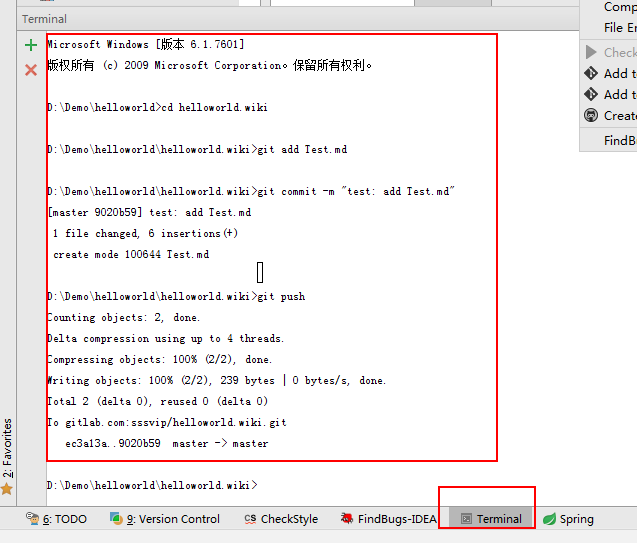 Terminal
Microsoft Windows [版本 6.1.7601]
版权所有 (c) 2009 Microsoft Corporation。保留所有权利。
D:\Demo\helloworld>cd helloworld.wiki
D:\Demo\helloworld\helloworld.wiki>git add Test.md
D:\Demo\helloworld\helloworld.wiki>git commit -m "test: add Test.md"
[master 9020b59] test: add Test.md
1 file changed, 6 insertions(+)
create mode 100644 Test.md
D:\Demo\helloworld\helloworld.wiki>git push
Counting objects: 2, done.
Delta compression using up to 4 threads.
Compressing objects: 100% (2/2), done.
Writing objects: 100% (2/2), 239 bytes | 0 bytes/s, done.
Total 2 (delta 0), reused 0 (delta 0)
To gitlab.com:sssvip/helloworld.wiki.git
ec3a13a..9020b59  master -> master
D:\Demo\helloworld\helloworld.wiki>
File
Check
Add
Add
2: Favorites
6: TODO
9: Version Control
CS CheckStyle
FindBugs-IDEA
Terminal
Spring